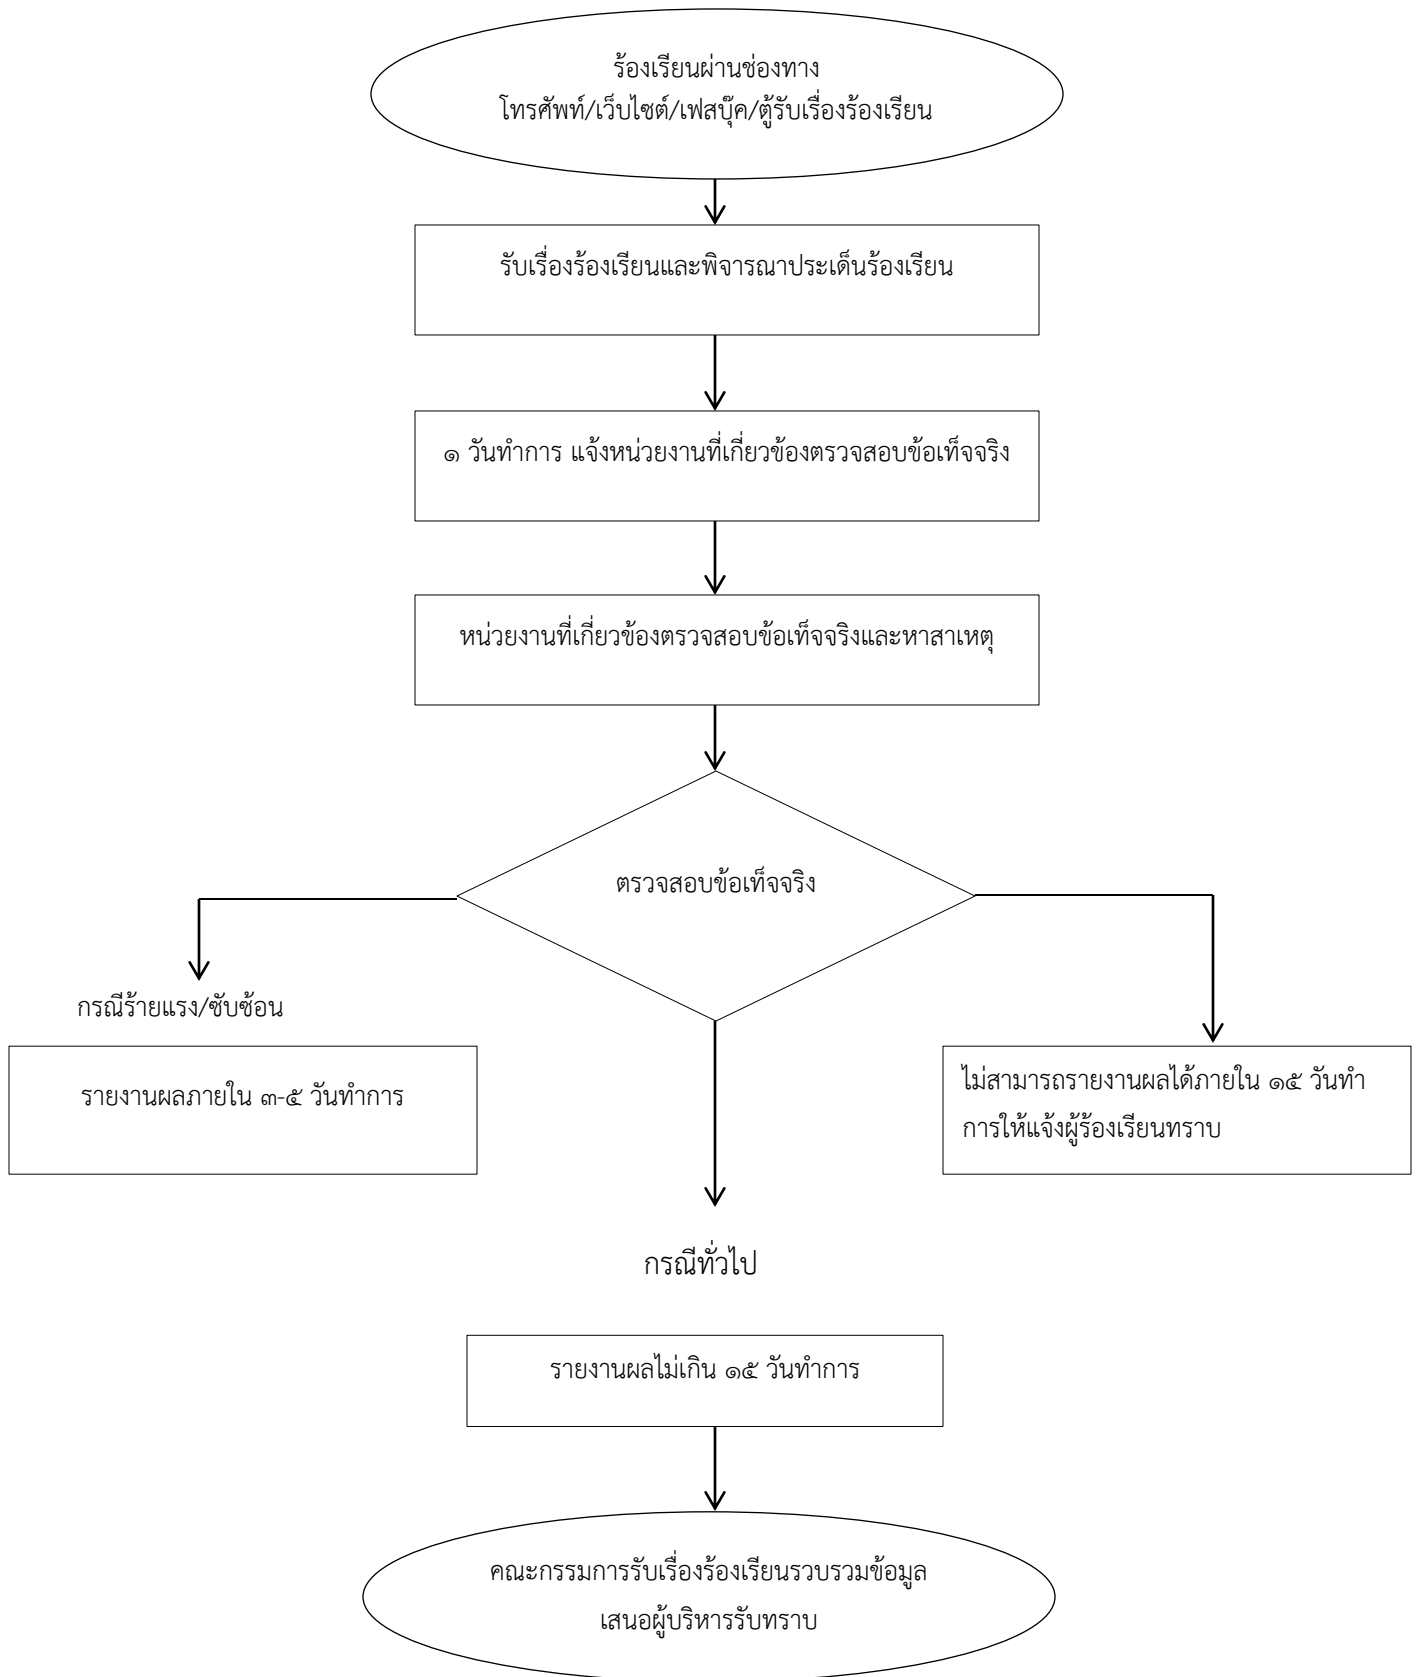 ร้องเรียนผ่านช่องทาง
โทรศัพท์/เว็บไซต์/เฟสบุ๊ค/ตู้รับเรื่องร้องเรียน
รับเรื่องร้องเรียนและพิจารณาประเด็นร้องเรียน
๑ วันทำการ แจ้งหน่วยงานที่เกี่ยวข้องตรวจสอบข้อเท็จจริง
หน่วยงานที่เกี่ยวข้องตรวจสอบข้อเท็จจริงและหาสาเหตุ
ตรวจสอบข้อเท็จจริง
กรณีร้ายแรง/ซับซ้อน
รายงานผลภายใน ๓-๕ วันทำการ
ไม่สามารถรายงานผลได้ภายใน ๑๕ วันทำ
การให้แจ้งผู้ร้องเรียนทราบ
กรณีทั่วไป
รายงานผลไม่เกิน ๑๕ วันทำการ
คณะกรรมการรับเรื่องร้องเรียนรวบรวมข้อมูล
เสนอผู้บริหารรับทราบ